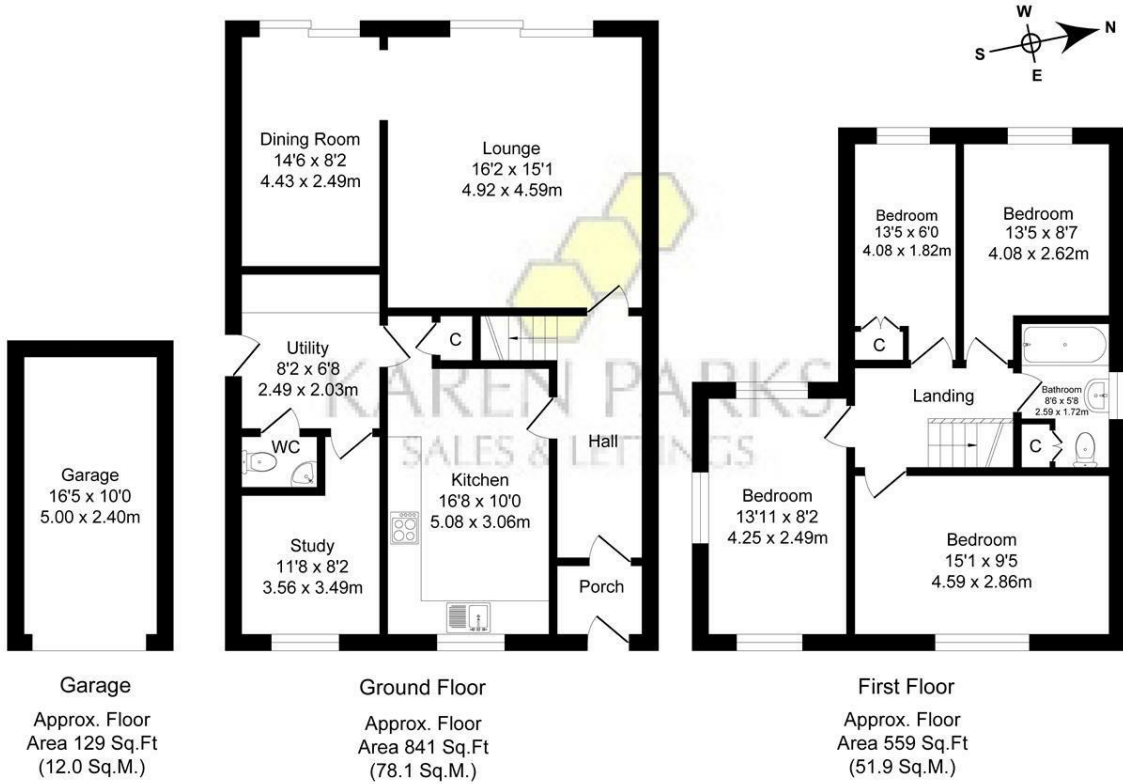 W
N
S
E
Dining Room
14'6 x 8'2
4.43 x 2.49m
Lounge
16'2 x 15'1
4.92 x 4.59m
Utility
8'2 x 6'8
2.49 x 2.03m
C
WC
Hall
Kitchen
16'8 x 10'0
5.08 x 3.06m
Study
11'8 x 8'2
3.56 x 3.49m
Porch
Garage
16'5 x 10'0
5.00 x 2.40m
Bedroom
13'5 x 6'0
4.08 x 1.82m
Bedroom
13'5 x 8'7
4.08 x 2.62m
C
Landing
Bathroom
8'6 x 5'8
2.59 x 1.72m
C
Bedroom
13'11 x 8'2
4.25 x 2.49m
Bedroom
15'1 x 9'5
4.59 x 2.86m
KAREN PARKS
SALES & LETTINGS
Garage
Approx. Floor
Area 129 Sq.Ft
(12.0 Sq.M.)
Ground Floor
Approx. Floor
Area 841 Sq.Ft
(78.1 Sq.M.)
First Floor
Approx. Floor
Area 559 Sq.Ft
(51.9 Sq.M.)